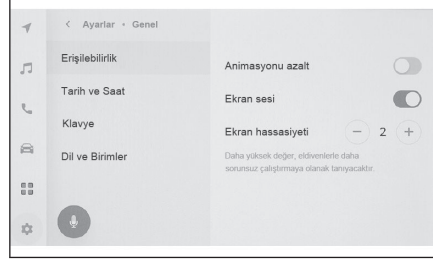 < Ayarlar • Genel
Erişilebilirlik
Tarih ve Saat
Klavye
Dil ve Birimler
Animasyonu azalt
Ekran sesi
Ekran hassasiyeti − 2 +
Daha yüksek değer, eldivenlerle daha
sorunsuz çalıştırmaya olanak tanıyacaktır.